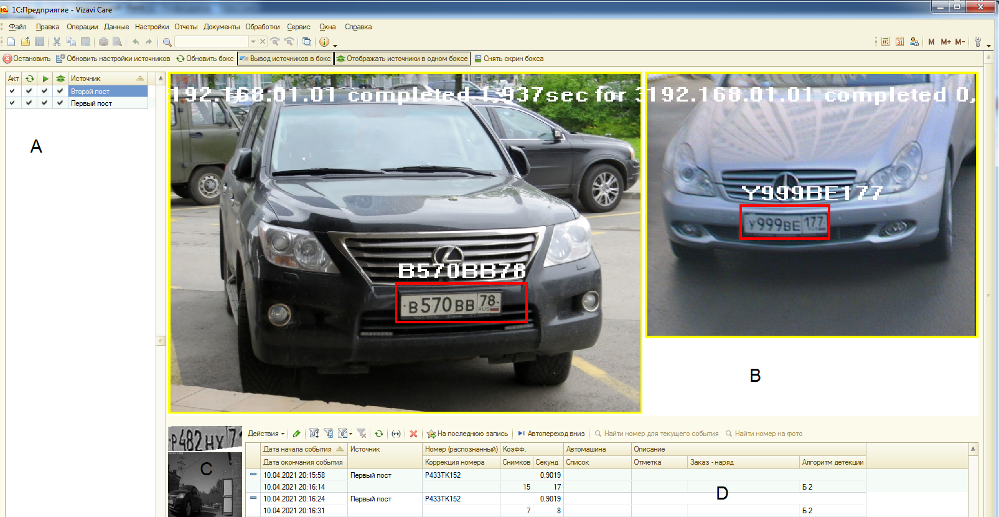 1С:Предприятие - Vizavi Care
Файл Правка Операции Данные Настройки Отчеты Документы Обработки Сервис Окна Справка
31 M M+ M-
Остановить Обновить настройки источников Обновить бокс Вывод источников в бокс Отображать источники в одном боксе Снять скрин бокса
Акт Источник
Второй пост
Первый пост
A
192.168.01.01 completed 1,937sec for 3
B570BB78
В570ВВ 78
RUS
192.168.01.01 completed 0,
Y999BE177
У999ВЕ 177
B
Р482НХ 7
C
Действия На последнюю запись Автопереход вниз Найти номер для текущего события Найти номер на фото
Дата начала события Источник Номер (распознанный) Коэфф. Автомашина Описание
Дата окончания события Коррекция номера Снимков Секунд Список Отметка Заказ - наряд Алгоритм детекции
10.04.2021 20:15:58 Первый пост P433TK152 0,9019
10.04.2021 20:16:14 15 17 Б 2
10.04.2021 20:16:24 Первый пост P433TK152 0,9019
10.04.2021 20:16:31 7 8 Б 2
D